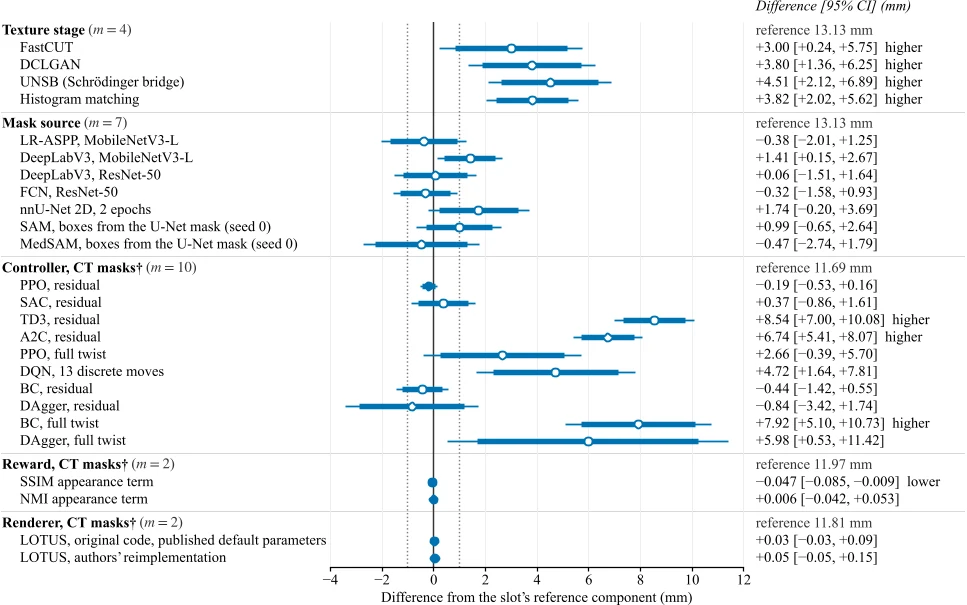 Difference [95% CI] (mm)
Texture stage (m = 4) reference 13.13 mm
FastCUT +3.00 [+0.24, +5.75] higher
DCLGAN +3.80 [+1.36, +6.25] higher
UNSB (Schrödinger bridge) +4.51 [+2.12, +6.89] higher
Histogram matching +3.82 [+2.02, +5.62] higher
Mask source (m = 7) reference 13.13 mm
LR-ASPP, MobileNetV3-L −0.38 [−2.01, +1.25]
DeepLabV3, MobileNetV3-L +1.41 [+0.15, +2.67]
DeepLabV3, ResNet-50 +0.06 [−1.51, +1.64]
FCN, ResNet-50 −0.32 [−1.58, +0.93]
nnU-Net 2D, 2 epochs +1.74 [−0.20, +3.69]
SAM, boxes from the U-Net mask (seed 0) +0.99 [−0.65, +2.64]
MedSAM, boxes from the U-Net mask (seed 0) −0.47 [−2.74, +1.79]
Controller, CT masks† (m = 10) reference 11.69 mm
PPO, residual −0.19 [−0.53, +0.16]
SAC, residual +0.37 [−0.86, +1.61]
TD3, residual +8.54 [+7.00, +10.08] higher
A2C, residual +6.74 [+5.41, +8.07] higher
PPO, full twist +2.66 [−0.39, +5.70]
DQN, 13 discrete moves +4.72 [+1.64, +7.81]
BC, residual −0.44 [−1.42, +0.55]
DAgger, residual −0.84 [−3.42, +1.74]
BC, full twist +7.92 [+5.10, +10.73] higher
DAgger, full twist +5.98 [+0.53, +11.42]
Reward, CT masks† (m = 2) reference 11.97 mm
SSIM appearance term −0.047 [−0.085, −0.009] lower
NMI appearance term +0.006 [−0.042, +0.053]
Renderer, CT masks† (m = 2) reference 11.81 mm
LOTUS, original code, published default parameters +0.03 [−0.03, +0.09]
LOTUS, authors' reimplementation +0.05 [−0.05, +0.15]
−4 −2 0 2 4 6 8 10 12
Difference from the slot's reference component (mm)